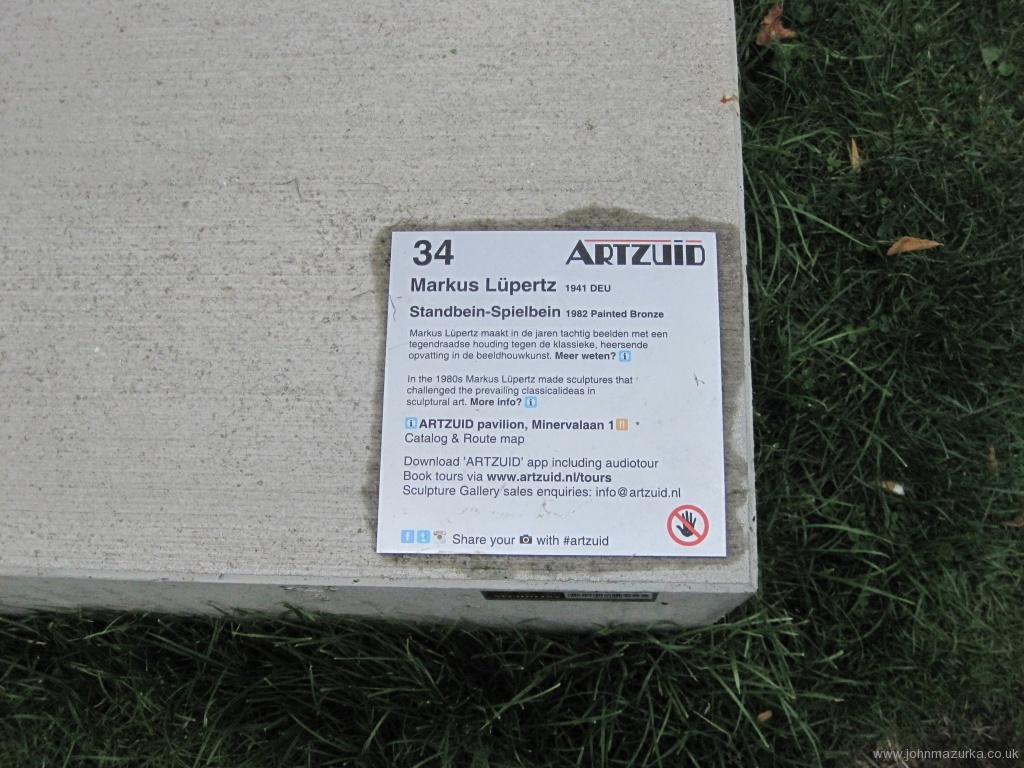 34 ARTZUID
Markus Lüpertz 1941 DEU
Standbein-Spielbein 1982 Painted Bronze
Markus Lüpertz maakt in de jaren tachtig beelden met een
tegendraadse houding tegen de klassieke, heersende
opvatting in de beeldhouwkunst. Meer weten? i
In the 1980s Markus Lüpertz made sculptures that
challenged the prevailing classicalideas in
sculptural art. More info? i
i ARTZUID pavilion, Minervalaan 1
Catalog & Route map
Download 'ARTZUID' app including audiotour
Book tours via www.artzuid.nl/tours
Sculpture Gallery sales enquiries: info@artzuid.nl
f t Share your with #artzuid
www.johnmazurka.co.uk